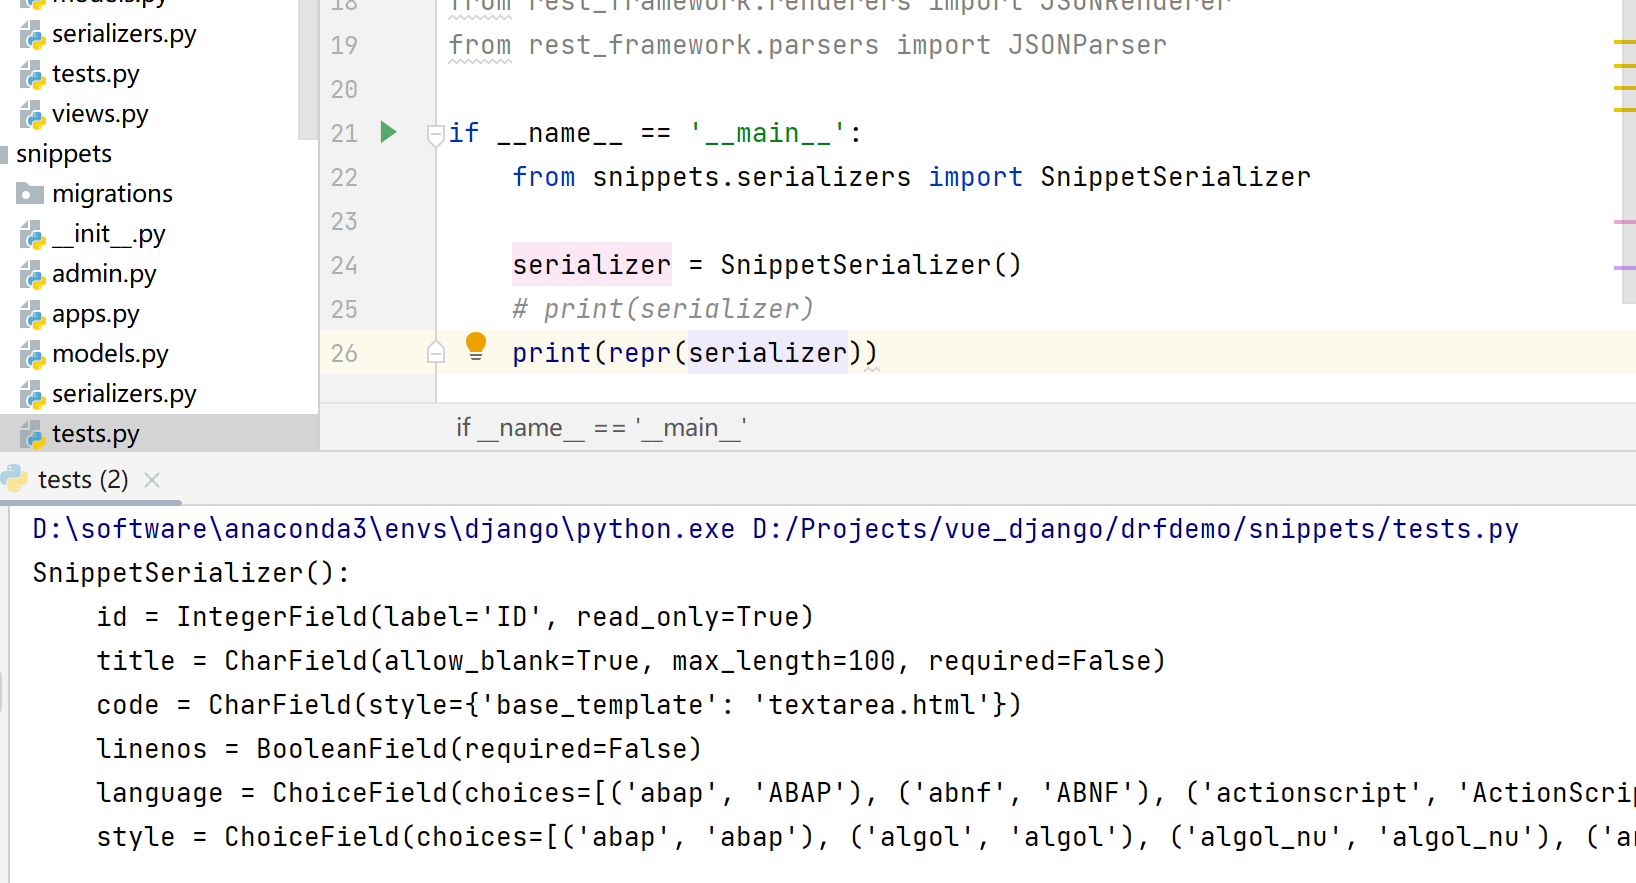 models.py
serializers.py
tests.py
views.py
snippets
migrations
__init__.py
admin.py
apps.py
models.py
serializers.py
tests.py
18 from rest_framework.renderers import JSONRenderer
19 from rest_framework.parsers import JSONParser
20
21 if __name__ == '__main__':
22 from snippets.serializers import SnippetSerializer
23
24 serializer = SnippetSerializer()
25 # print(serializer)
26 print(repr(serializer))
if __name__ == '__main__'
tests (2)
D:\software\anaconda3\envs\django\python.exe D:/Projects/vue_django/drfdemo/snippets/tests.py
SnippetSerializer():
id = IntegerField(label='ID', read_only=True)
title = CharField(allow_blank=True, max_length=100, required=False)
code = CharField(style={'base_template': 'textarea.html'})
linenos = BooleanField(required=False)
language = ChoiceField(choices=[('abap', 'ABAP'), ('abnf', 'ABNF'), ('actionscript', 'ActionScrip
style = ChoiceField(choices=[('abap', 'abap'), ('algol', 'algol'), ('algol_nu', 'algol_nu'), ('ar